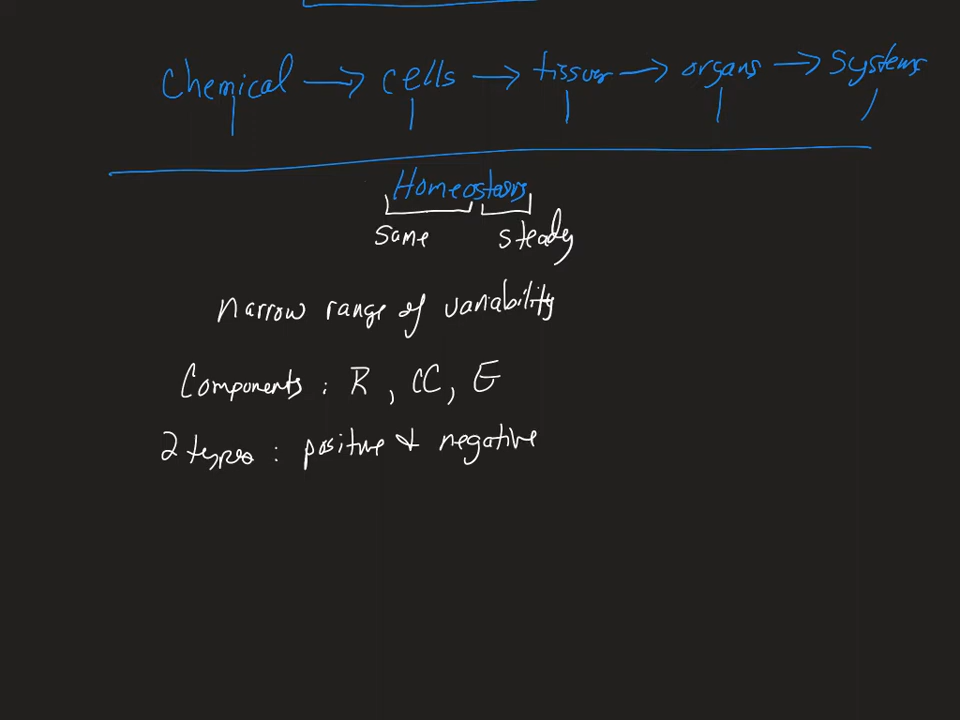 Chemical → cells → tissues → organs → systems
Homeostasis
same steady
narrow range of variability
Components : R , CC , E
2 types : positive & negative